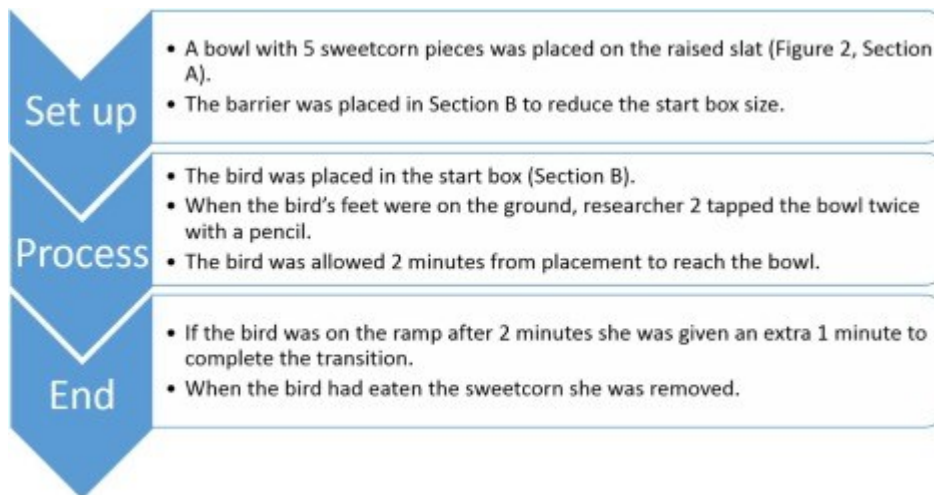 Set up
• A bowl with 5 sweetcorn pieces was placed on the raised slat (Figure 2, Section
A).
• The barrier was placed in Section B to reduce the start box size.
Process
• The bird was placed in the start box (Section B).
• When the bird's feet were on the ground, researcher 2 tapped the bowl twice
with a pencil.
• The bird was allowed 2 minutes from placement to reach the bowl.
End
• If the bird was on the ramp after 2 minutes she was given an extra 1 minute to
complete the transition.
• When the bird had eaten the sweetcorn she was removed.